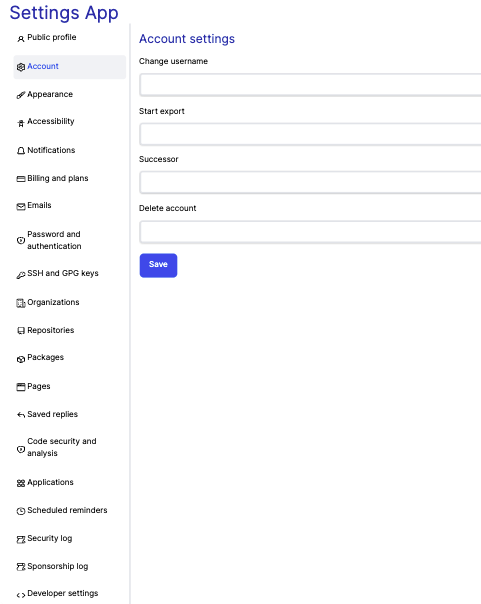 Settings App
Public profile
Account
Appearance
Accessibility
Notifications
Billing and plans
Emails
Password and
authentication
SSH and GPG keys
Organizations
Repositories
Packages
Pages
Saved replies
Code security and
analysis
Applications
Scheduled reminders
Security log
Sponsorship log
Developer settings
Account settings
Change username
Start export
Successor
Delete account
Save